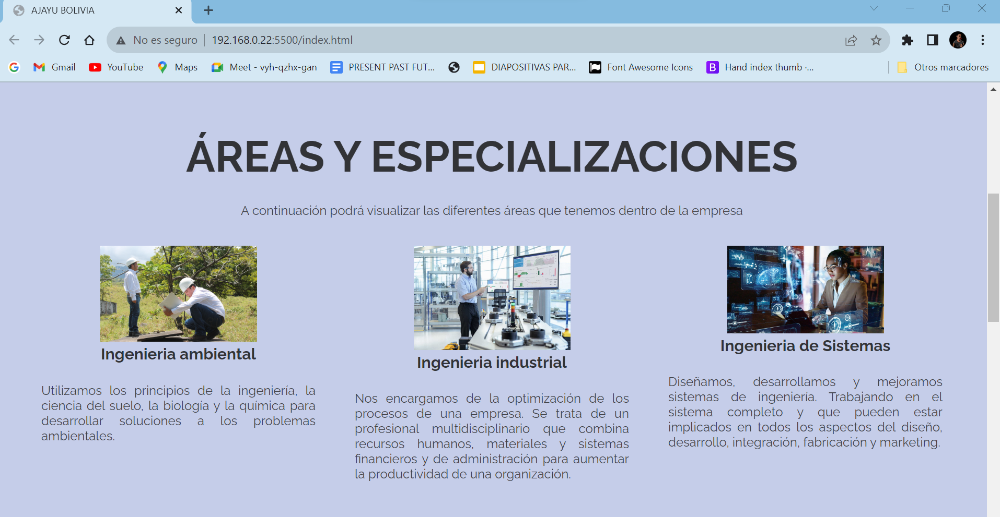 AJAYU BOLIVIA
No es seguro | 192.168.0.22:5500/index.html
Gmail YouTube Maps Meet - vyh-qzhx-gan PRESENT PAST FUT... DIAPOSITIVAS PAR... Font Awesome Icons Hand index thumb ·... Otros marcadores
ÁREAS Y ESPECIALIZACIONES
A continuación podrá visualizar las diferentes áreas que tenemos dentro de la empresa
Ingenieria ambiental
Utilizamos los principios de la ingeniería, la
ciencia del suelo, la biología y la química para
desarrollar soluciones a los problemas
ambientales.
Ingenieria industrial
Nos encargamos de la optimización de los
procesos de una empresa. Se trata de un
profesional multidisciplinario que combina
recursos humanos, materiales y sistemas
financieros y de administración para aumentar
la productividad de una organización.
Ingenieria de Sistemas
Diseñamos, desarrollamos y mejoramos
sistemas de ingeniería. Trabajando en el
sistema completo y que pueden estar
implicados en todos los aspectos del diseño,
desarrollo, integración, fabricación y marketing.